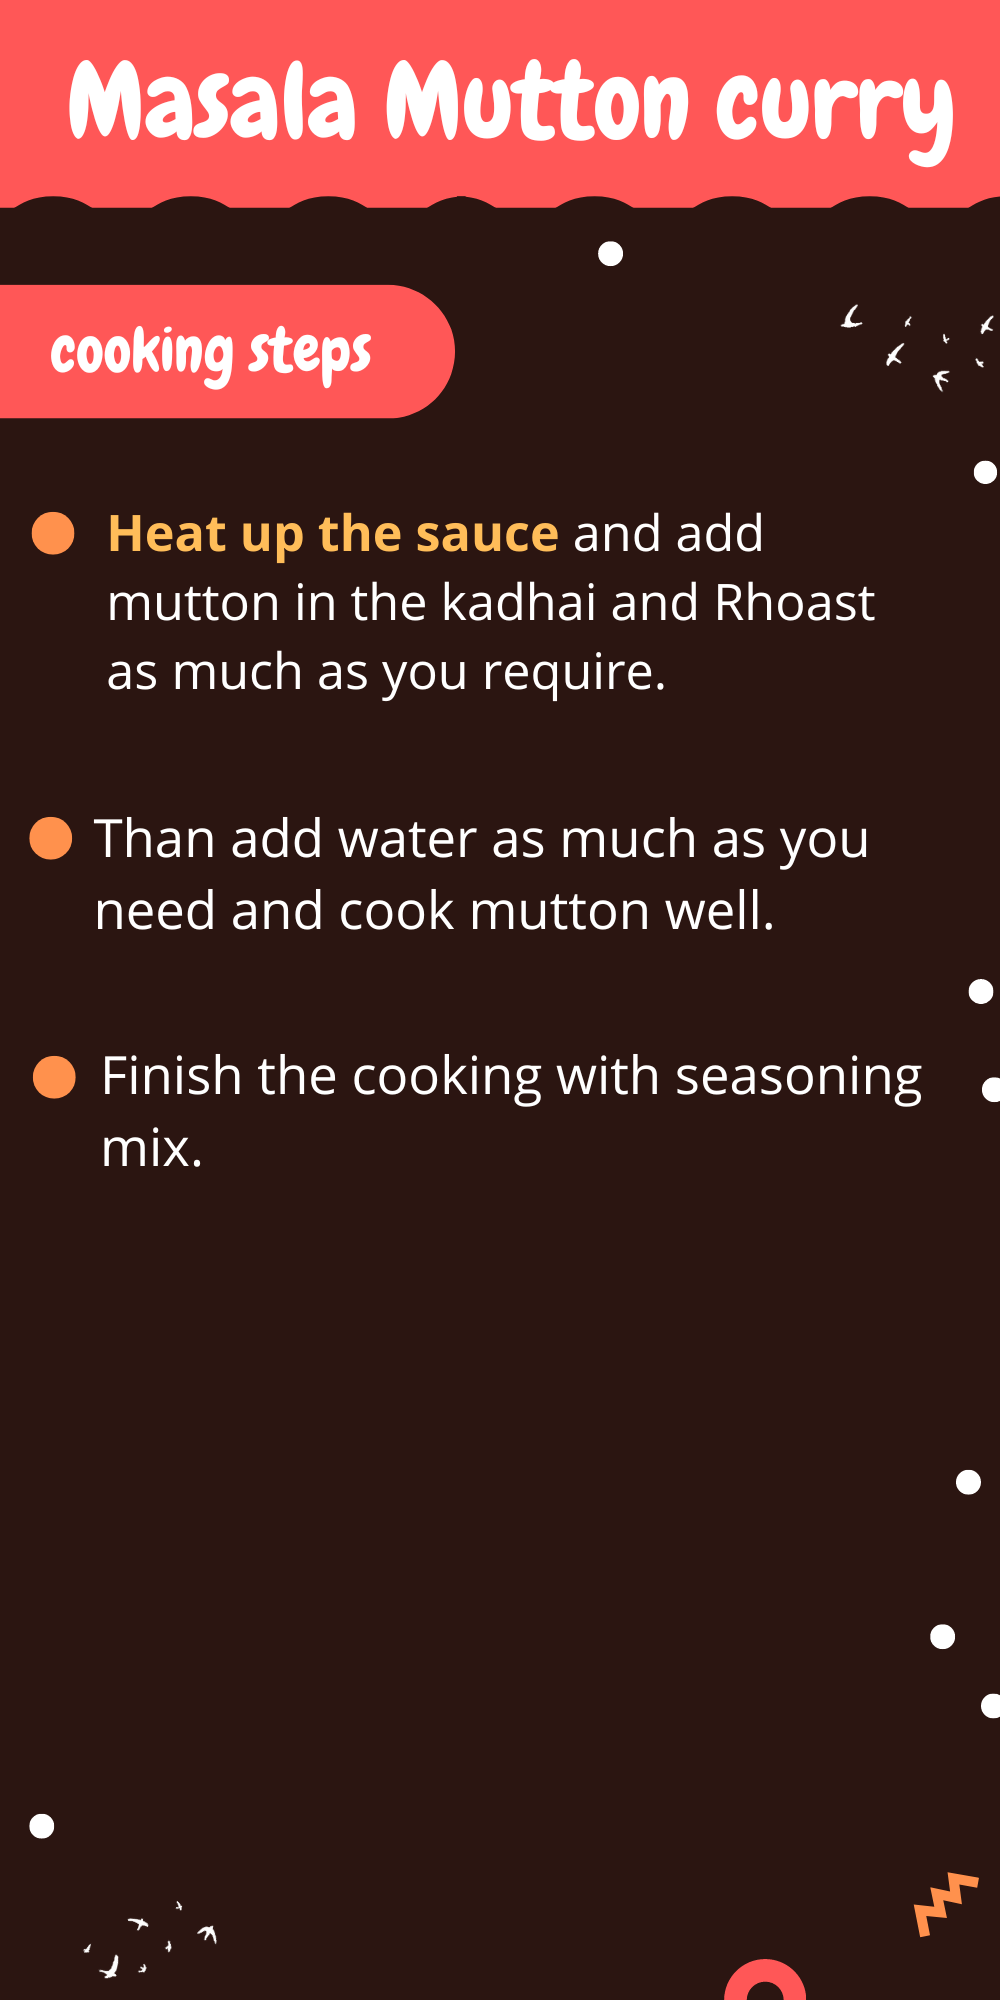 Masala Mutton curry
cooking steps
Heat up the sauce and add
mutton in the kadhai and Rhoast
as much as you require.
Than add water as much as you
need and cook mutton well.
Finish the cooking with seasoning
mix.